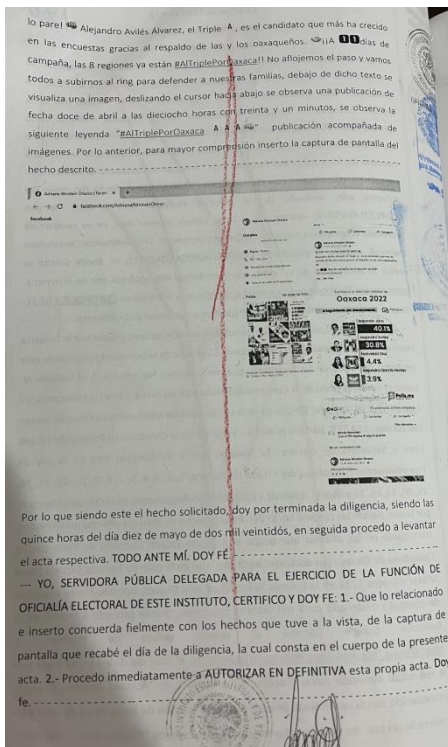 lo pare! 🥊 Alejandro Avilés Álvarez, el Triple A , es el candidato que más ha crecido
en las encuestas gracias al respaldo de las y los oaxaqueños. 🥊¡¡A 11días de
campaña, las 8 regiones ya están #AlTriplePorOaxaca!! No aflojemos el paso y vamos
todos a subirnos al ring para defender a nuestras familias, debajo de dicho texto se
visualiza una imagen, deslizando el cursor hacia abajo se observa una publicación de
fecha doce de abril a las dieciocho horas con treinta y un minutos, se observa la
siguiente leyenda "#AlTriplePorOaxaca A A A 🥊" publicación acompañada de
imágenes. Por lo anterior, para mayor comprensión inserto la captura de pantalla del
hecho descrito.
facebook
Oaxaca 2022
40.1%
30.8%
4.4%
3.9%
Polls.mx
Por lo que siendo este el hecho solicitado, doy por terminada la diligencia, siendo las
quince horas del día diez de mayo de dos mil veintidós, en seguida procedo a levantar
el acta respectiva. TODO ANTE MÍ. DOY FÉ
--- YO, SERVIDORA PÚBLICA DELEGADA PARA EL EJERCICIO DE LA FUNCIÓN DE
OFICIALÍA ELECTORAL DE ESTE INSTITUTO, CERTIFICO Y DOY FE: 1.- Que lo relacionado
e inserto concuerda fielmente con los hechos que tuve a la vista, de la captura de
pantalla que recabé el día de la diligencia, la cual consta en el cuerpo de la presente
acta. 2.- Procedo inmediatamente a AUTORIZAR EN DEFINITIVA esta propia acta. Doy
fe.